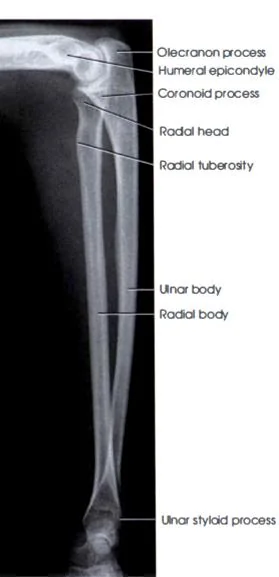 Olecranon process
Humeral epicondyle
Coronoid process
Radial head
Radial tuberosity
Ulnar body
Radial body
Ulnar styloid process